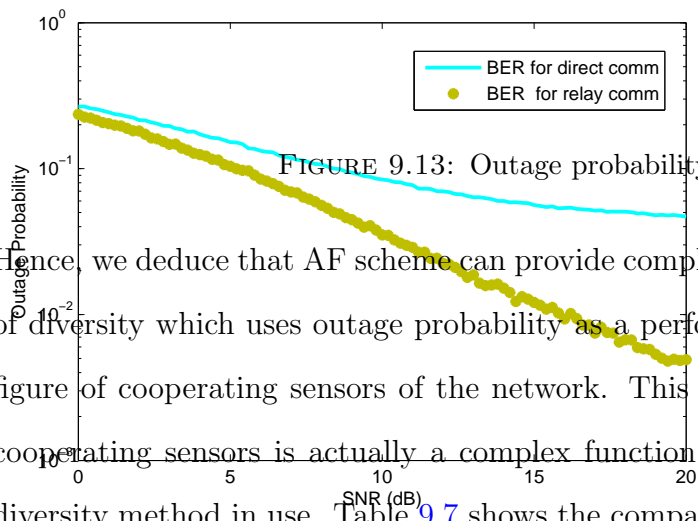 10^0
BER for direct comm
BER for relay comm
10^-1
FIGURE 9.13: Outage probability
Outage Probability
Hence, we deduce that AF scheme can provide
of diversity which uses outage probability as a
10^-2
figure of cooperating sensors of the network. This
cooperating sensors is actually a complex function
0
5
10
15
20
SNR (dB)
diversity method in use. Table 9.7 shows the